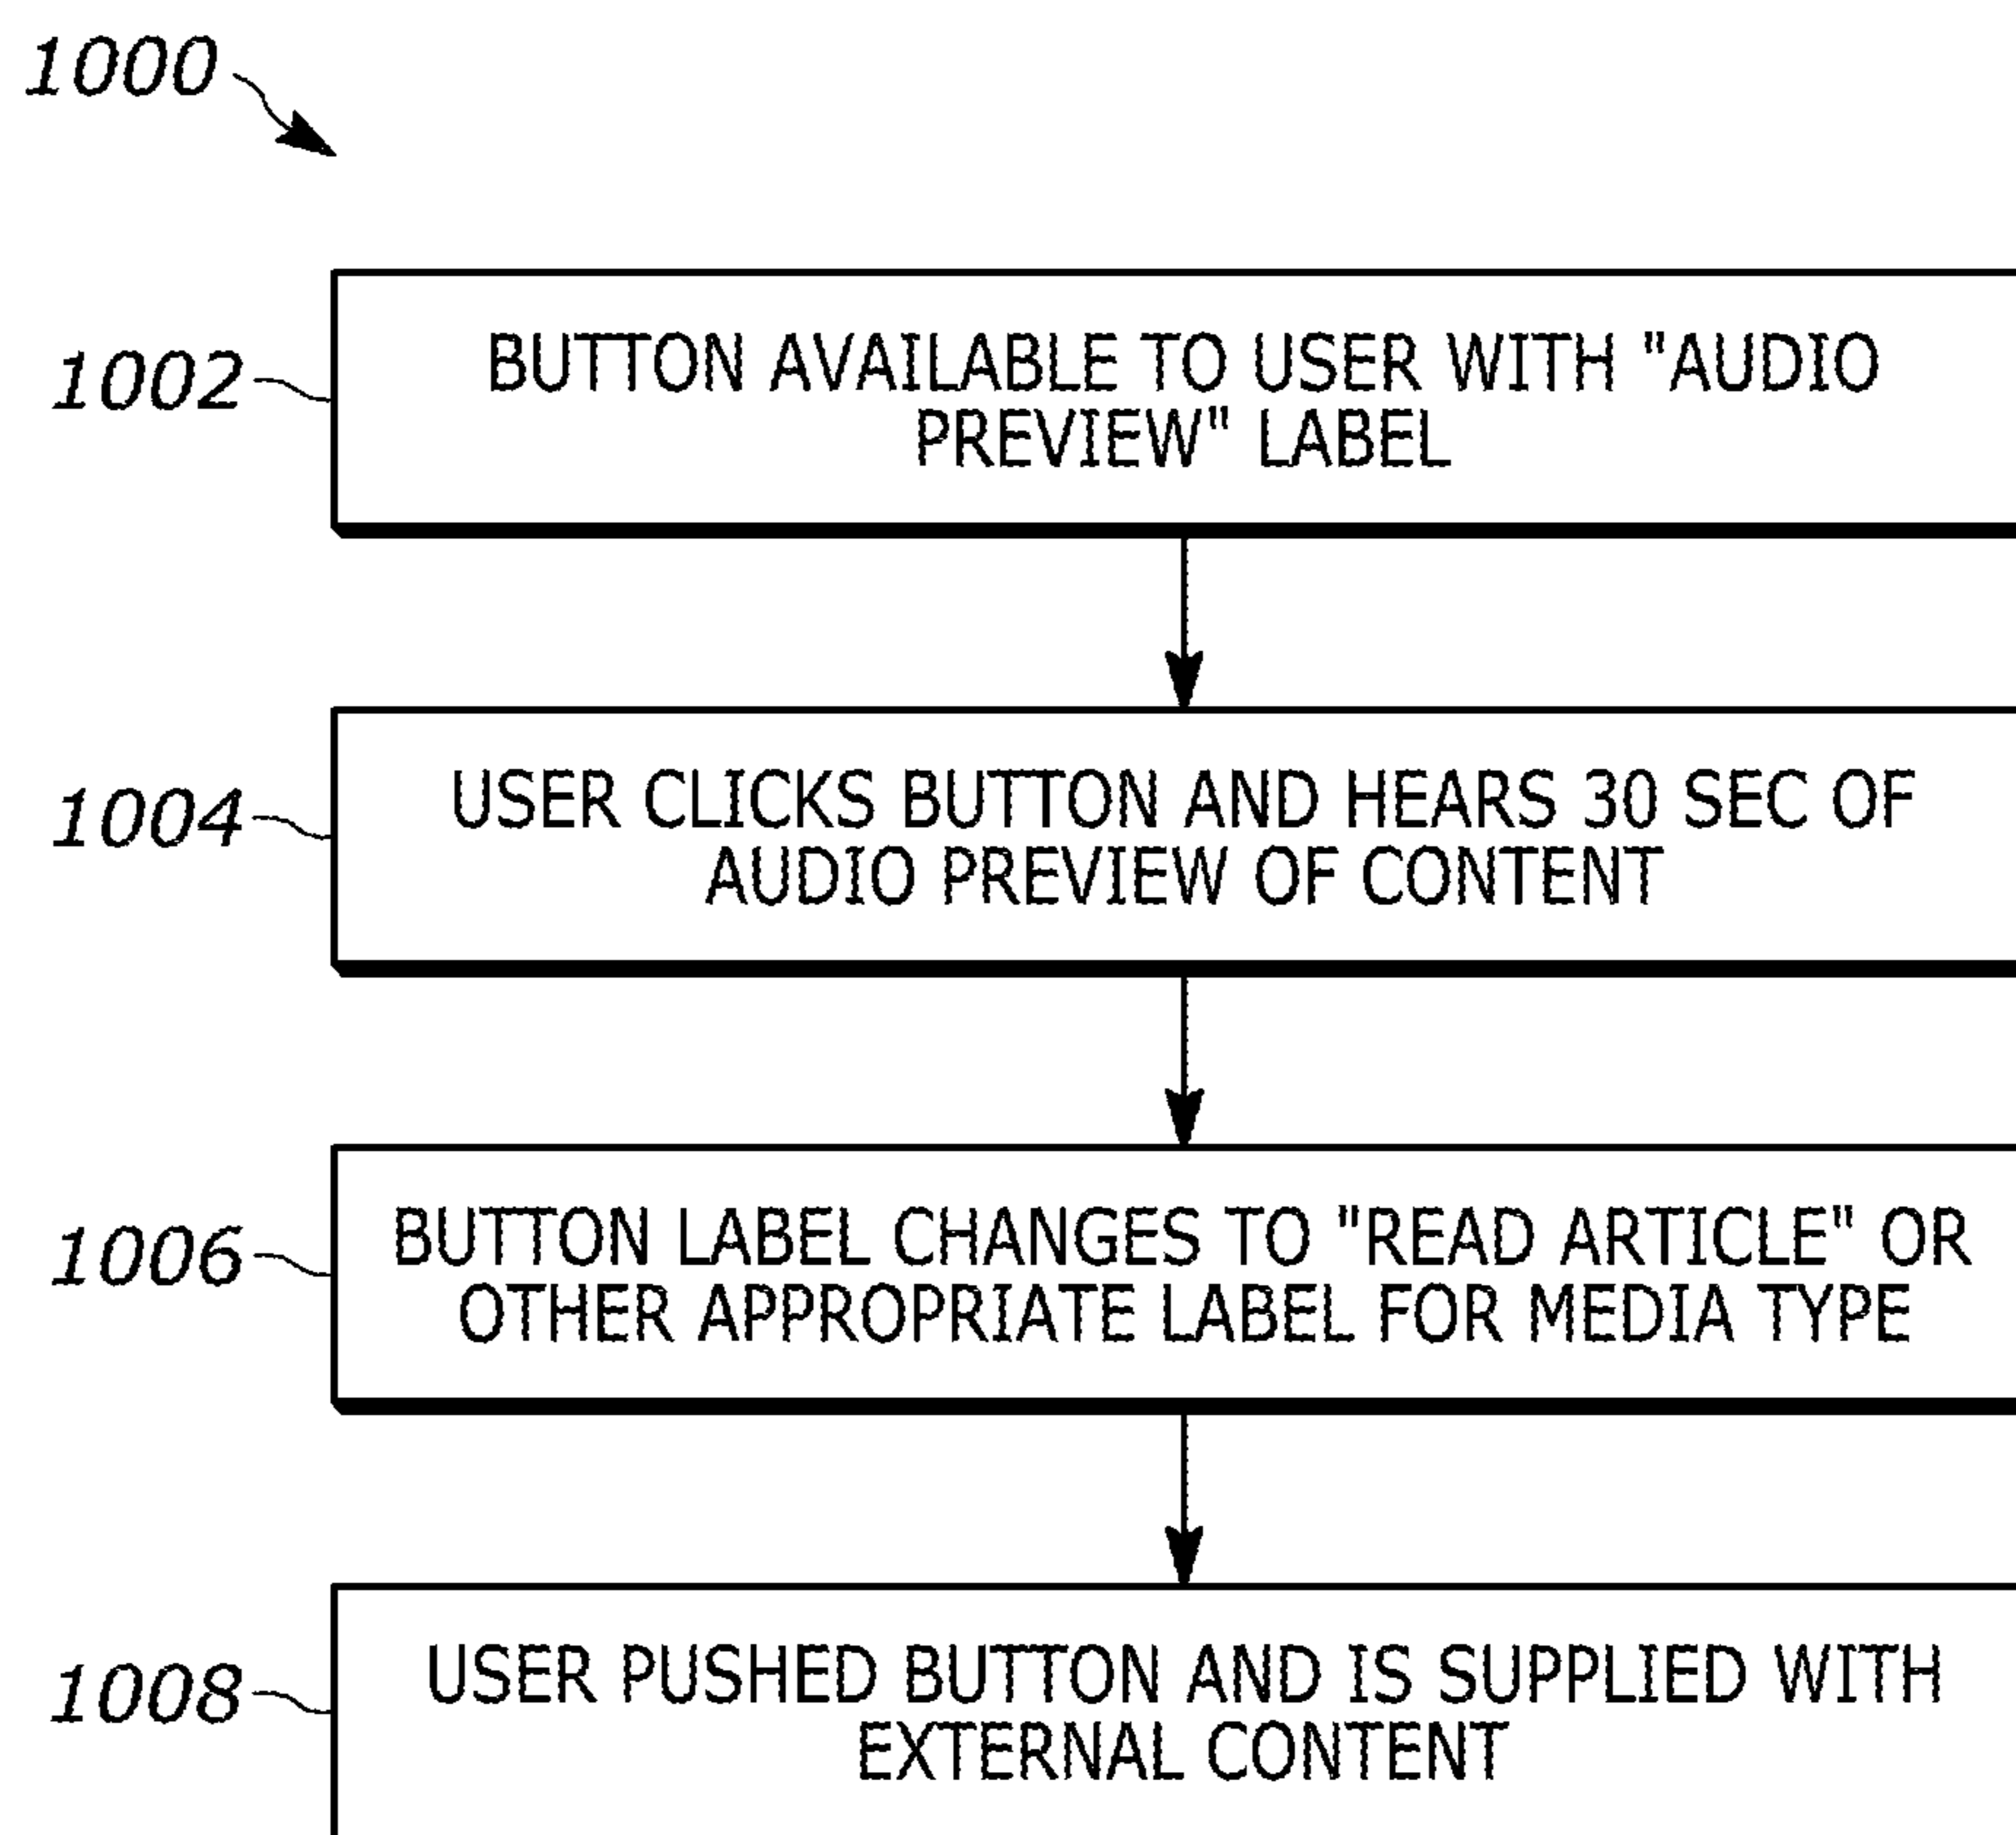 1000
1002
BUTTON AVAILABLE TO USER WITH "AUDIO
PREVIEW" LABEL
1004
USER CLICKS BUTTON AND HEARS 30 SEC OF
AUDIO PREVIEW OF CONTENT
1006
BUTTON LABEL CHANGES TO "READ ARTICLE" OR
OTHER APPROPRIATE LABEL FOR MEDIA TYPE
1008
USER PUSHED BUTTON AND IS SUPPLIED WITH
EXTERNAL CONTENT